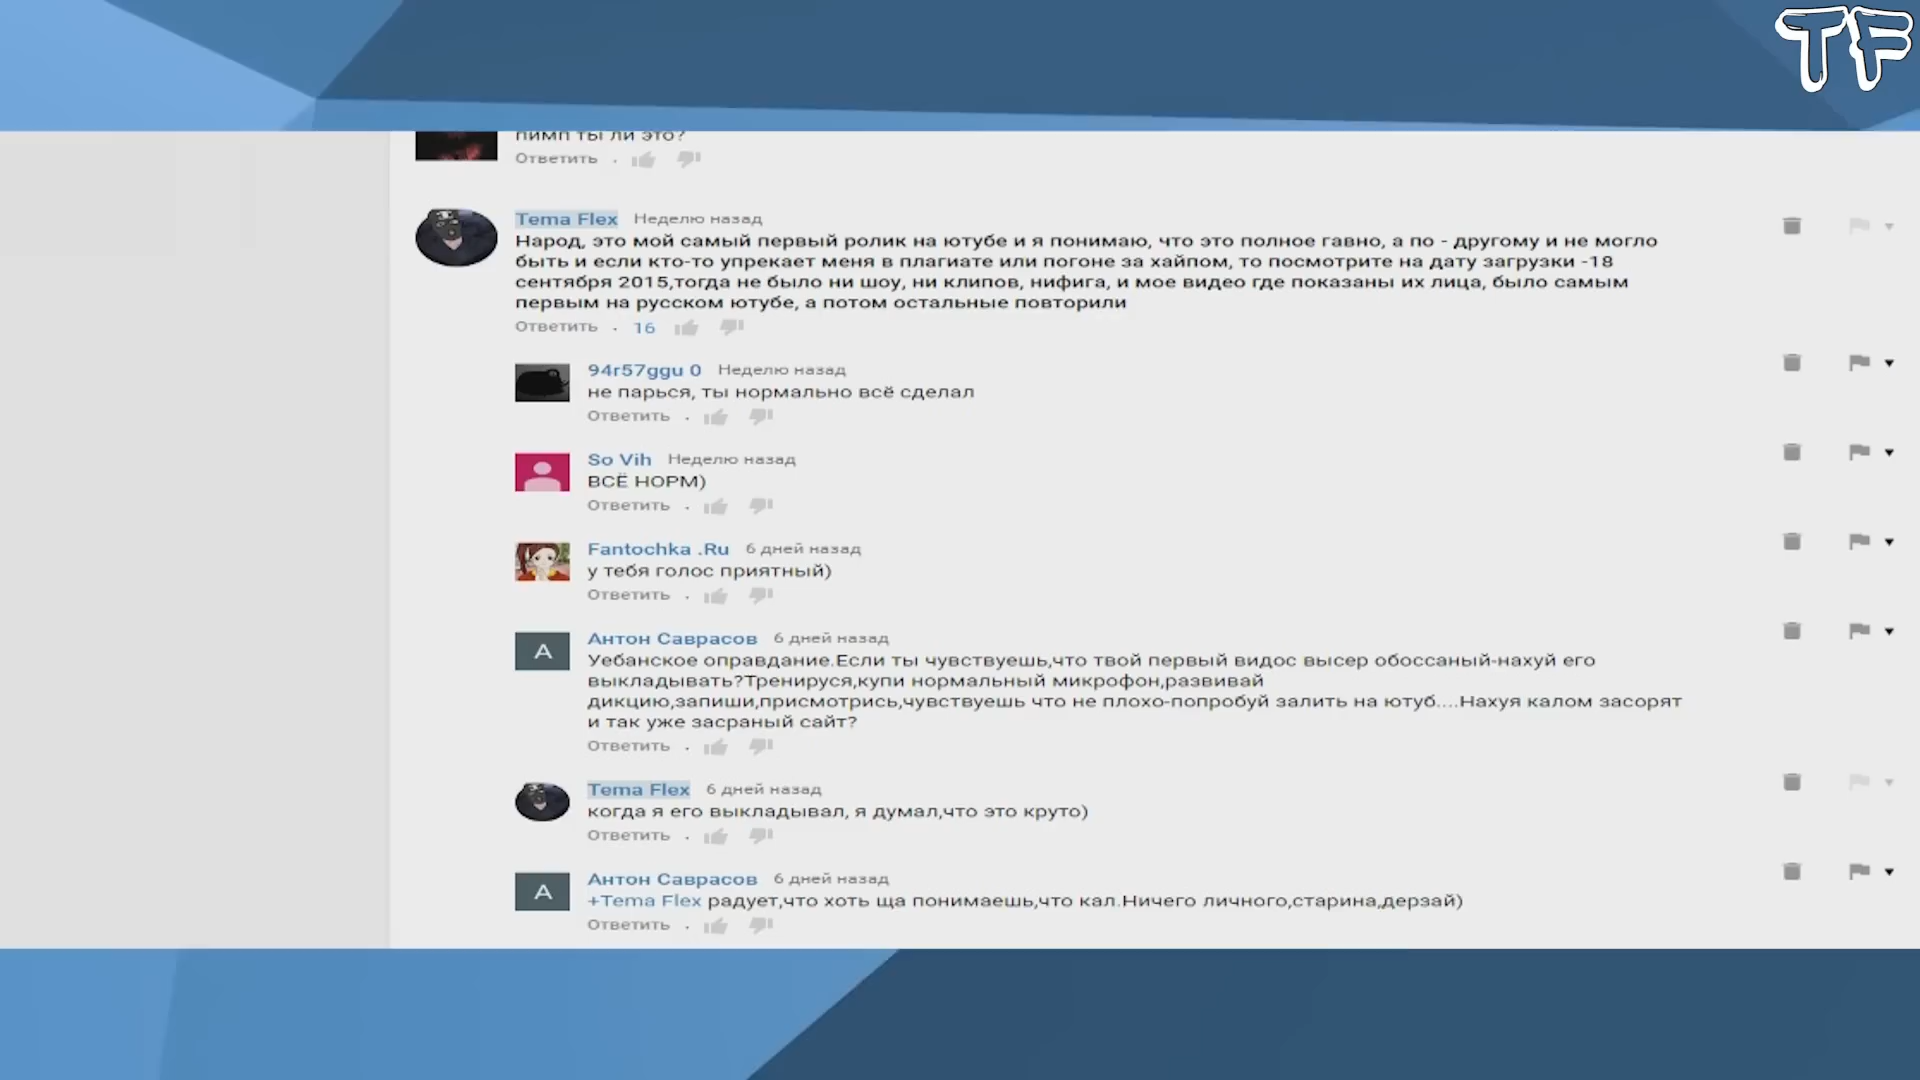 TF
пимп ты ли это?
Ответить ·
Tema Flex Неделю назад
Народ, это мой самый первый ролик на ютубе и я понимаю, что это полное гавно, а по - другому и не могло
быть и если кто-то упрекает меня в плагиате или погоне за хайпом, то посмотрите на дату загрузки -18
сентября 2015,тогда не было ни шоу, ни клипов, нифига, и мое видео где показаны их лица, было самым
первым на русском ютубе, а потом остальные повторили
Ответить · 16
94r57ggu 0 Неделю назад
не парься, ты нормально всё сделал
Ответить ·
So Vih Неделю назад
ВСЁ НОРМ)
Ответить ·
Fantochka .Ru 6 дней назад
у тебя голос приятный)
Ответить ·
А
Антон Саврасов 6 дней назад
Уебанское оправдание.Если ты чувствуешь,что твой первый видос высер обоссаный-нахуй его
выкладывать?Тренируся,купи нормальный микрофон,развивай
дикцию,запиши,присмотрись,чувствуешь что не плохо-попробуй залить на ютуб....Нахуя калом засорят
и так уже засраный сайт?
Ответить ·
Tema Flex 6 дней назад
когда я его выкладывал, я думал,что это круто)
Ответить ·
А
Антон Саврасов 6 дней назад
+Tema Flex радует,что хоть ща понимаешь,что кал.Ничего личного,старина,дерзай)
Ответить ·